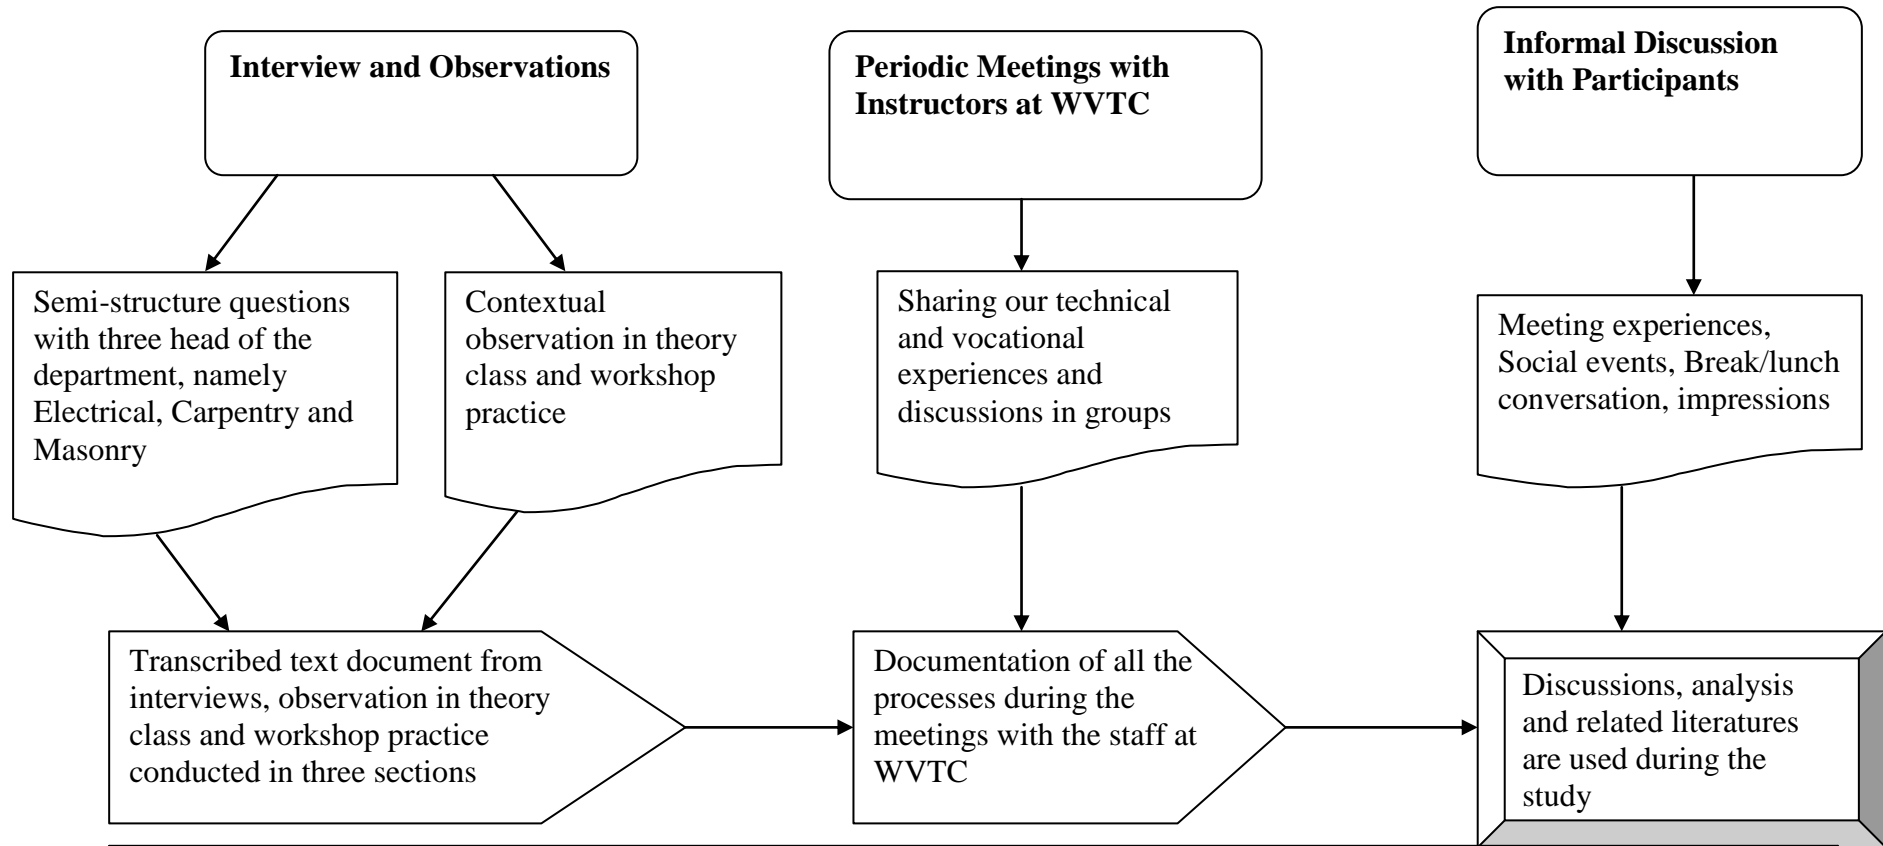 Interview and Observations
Periodic Meetings with
Instructors at WVTC
Informal Discussion
with Participants
Semi-structure questions
with three head of the
department, namely
Electrical, Carpentry and
Masonry
Contextual
observation in theory
class and workshop
practice
Sharing our technical
and vocational
experiences and
discussions in groups
Meeting experiences,
Social events, Break/lunch
conversation, impressions
Transcribed text document from
interviews, observation in theory
class and workshop practice
conducted in three sections
Documentation of all the
processes during the
meetings with the staff at
WVTC
Discussions, analysis
and related literatures
are used during the
study